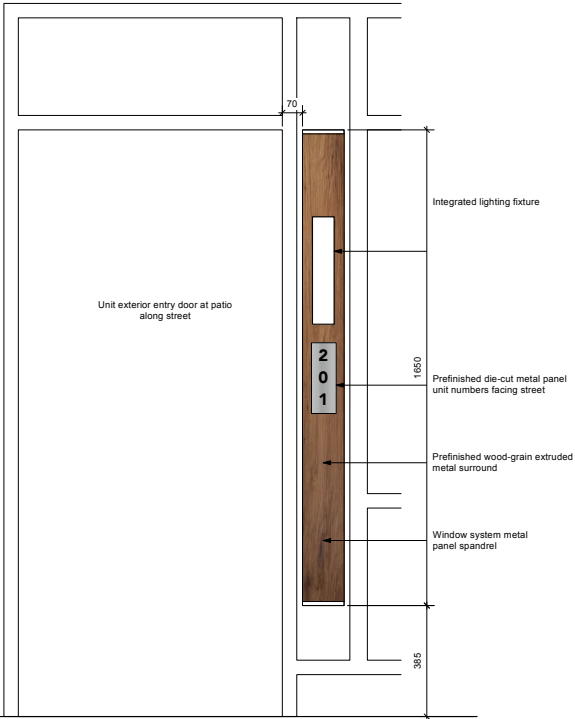 70
Integrated lighting fixture
Unit exterior entry door at patio
along street
2
0
1
1650
Prefinished die-cut metal panel
unit numbers facing street
Prefinished wood-grain extruded
metal surround
Window system metal
panel spandrel
385